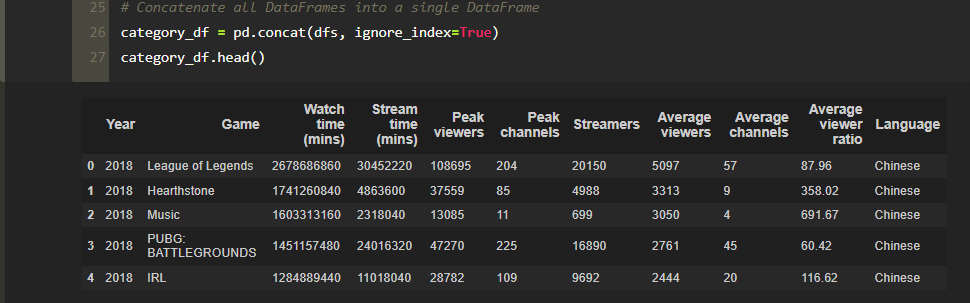 25 # Concatenate all DataFrames into a single DataFrame
26 category_df = pd.concat(dfs, ignore_index=True)
27 category_df.head()
Year Game Watch time (mins) Stream time (mins) Peak viewers Peak channels Streamers Average viewers Average channels Average viewer ratio Language
0 2018 League of Legends 2678686860 30452220 108695 204 20150 5097 57 87.96 Chinese
1 2018 Hearthstone 1741260840 4863600 37559 85 4988 3313 9 358.02 Chinese
2 2018 Music 1603313160 2318040 13085 11 699 3050 4 691.67 Chinese
3 2018 PUBG: BATTLEGROUNDS 1451157480 24016320 47270 225 16890 2761 45 60.42 Chinese
4 2018 IRL 1284889440 11018040 28782 109 9692 2444 20 116.62 Chinese